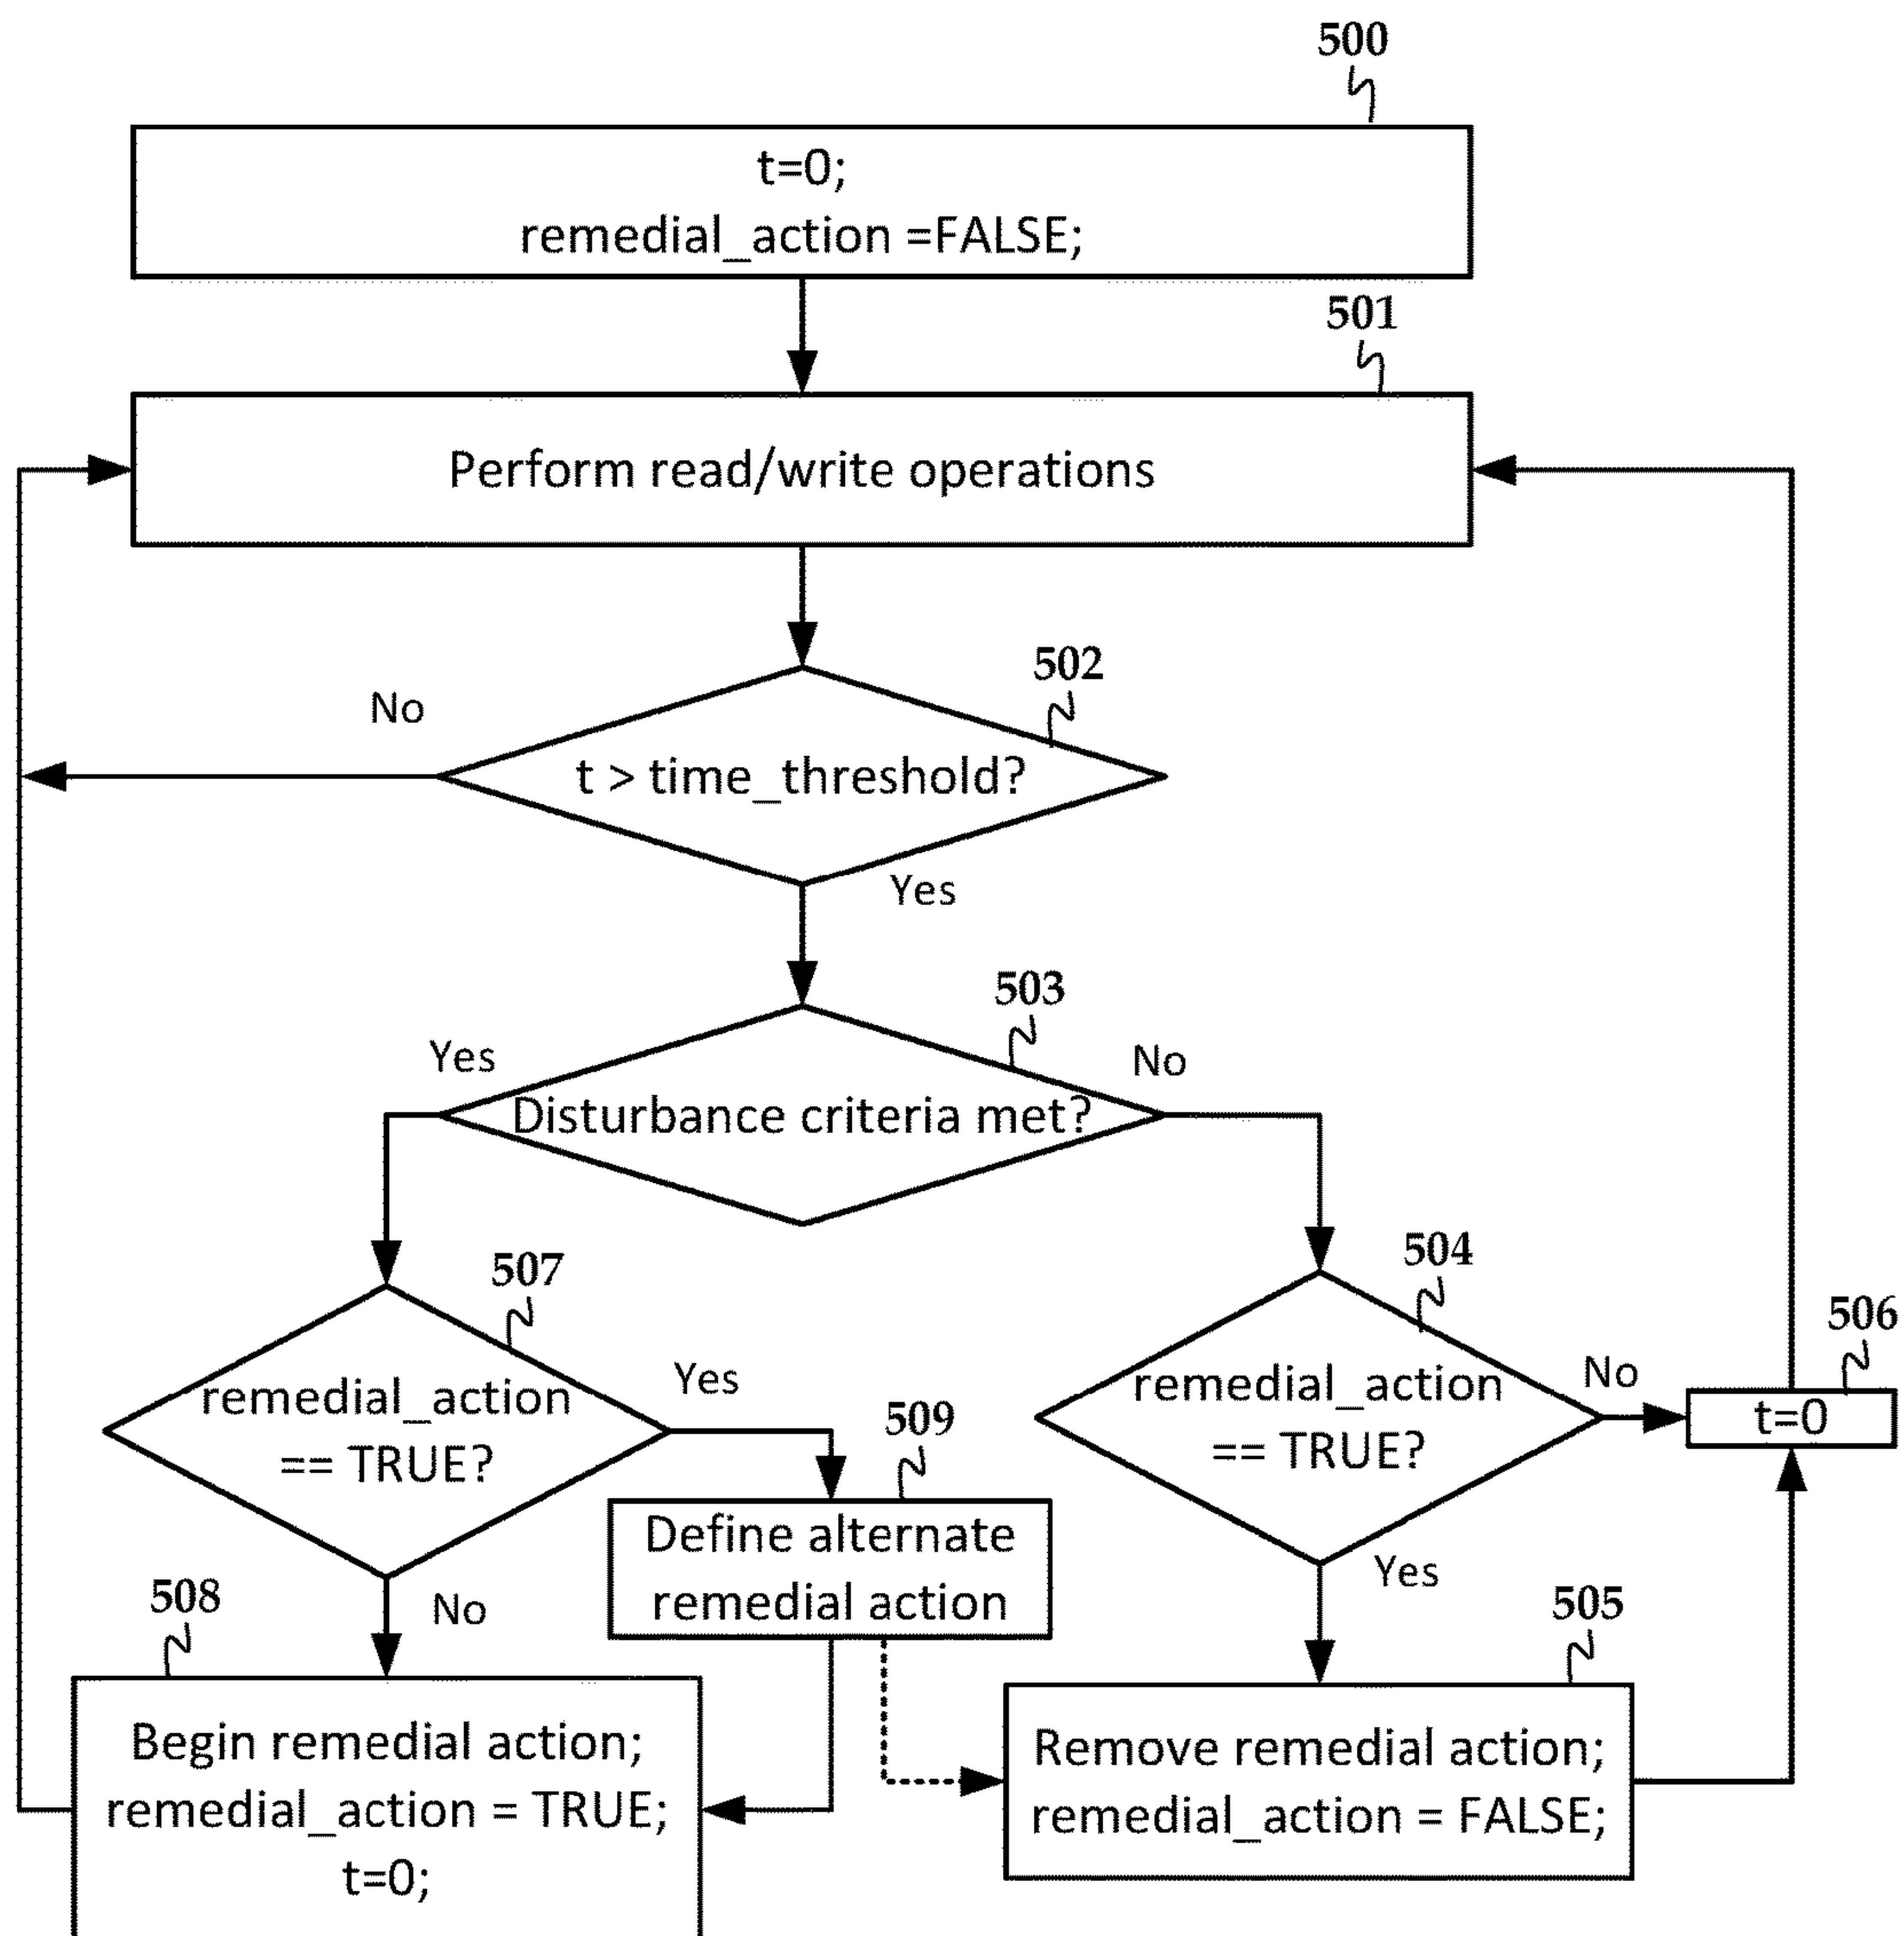 500
t=0;
remedial_action =FALSE;
501
Perform read/write operations
502
No
t > time_threshold?
Yes
503
Yes
No
Disturbance criteria met?
507
504
506
remedial_action
== TRUE?
Yes
509
remedial_action
== TRUE?
No
t=0
Define alternate
remedial action
Yes
508
No
505
Begin remedial action;
remedial_action = TRUE;
t=0;
Remove remedial action;
remedial_action = FALSE;